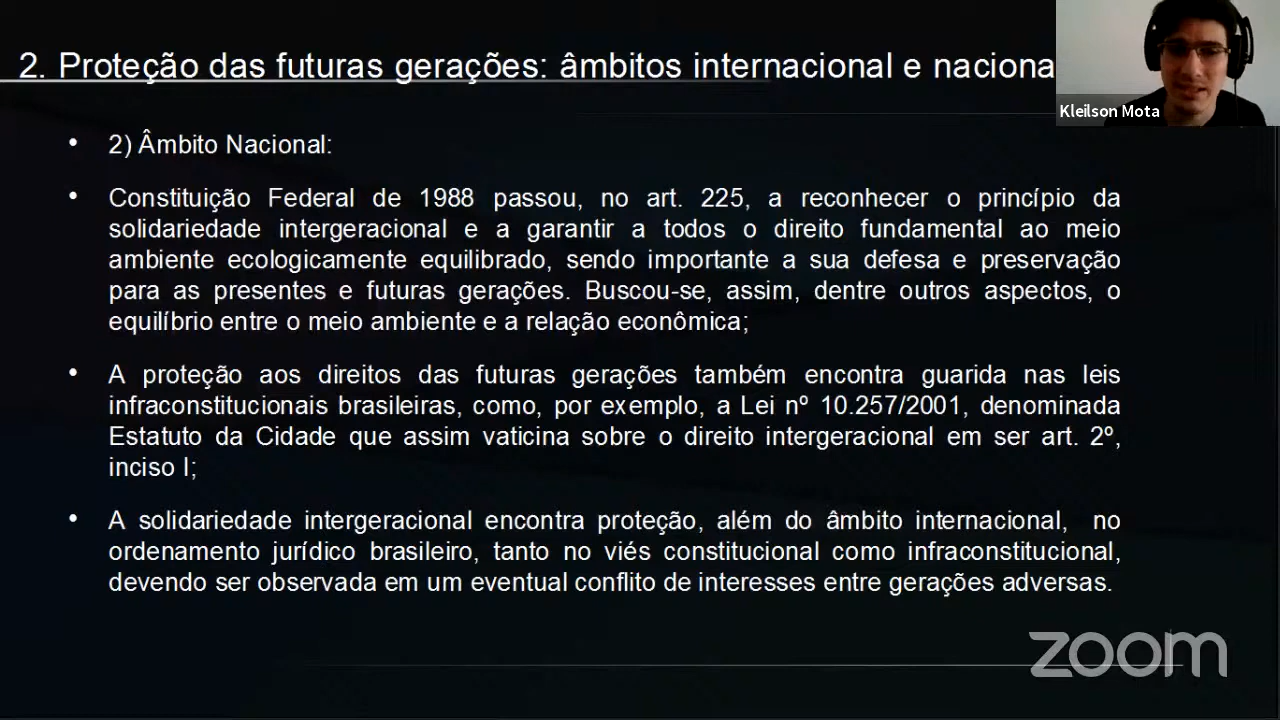 2. Proteção das futuras gerações: âmbitos internacional e naciona
Kleilson Mota
• 2) Âmbito Nacional:
• Constituição Federal de 1988 passou, no art. 225, a reconhecer o princípio da
solidariedade intergeracional e a garantir a todos o direito fundamental ao meio
ambiente ecologicamente equilibrado, sendo importante a sua defesa e preservação
para as presentes e futuras gerações. Buscou-se, assim, dentre outros aspectos, o
equilíbrio entre o meio ambiente e a relação econômica;
• A proteção aos direitos das futuras gerações também encontra guarida nas leis
infraconstitucionais brasileiras, como, por exemplo, a Lei nº 10.257/2001, denominada
Estatuto da Cidade que assim vaticina sobre o direito intergeracional em ser art. 2º,
inciso I;
• A solidariedade intergeracional encontra proteção, além do âmbito internacional, no
ordenamento jurídico brasileiro, tanto no viés constitucional como infraconstitucional,
devendo ser observada em um eventual conflito de interesses entre gerações adversas.
zoom